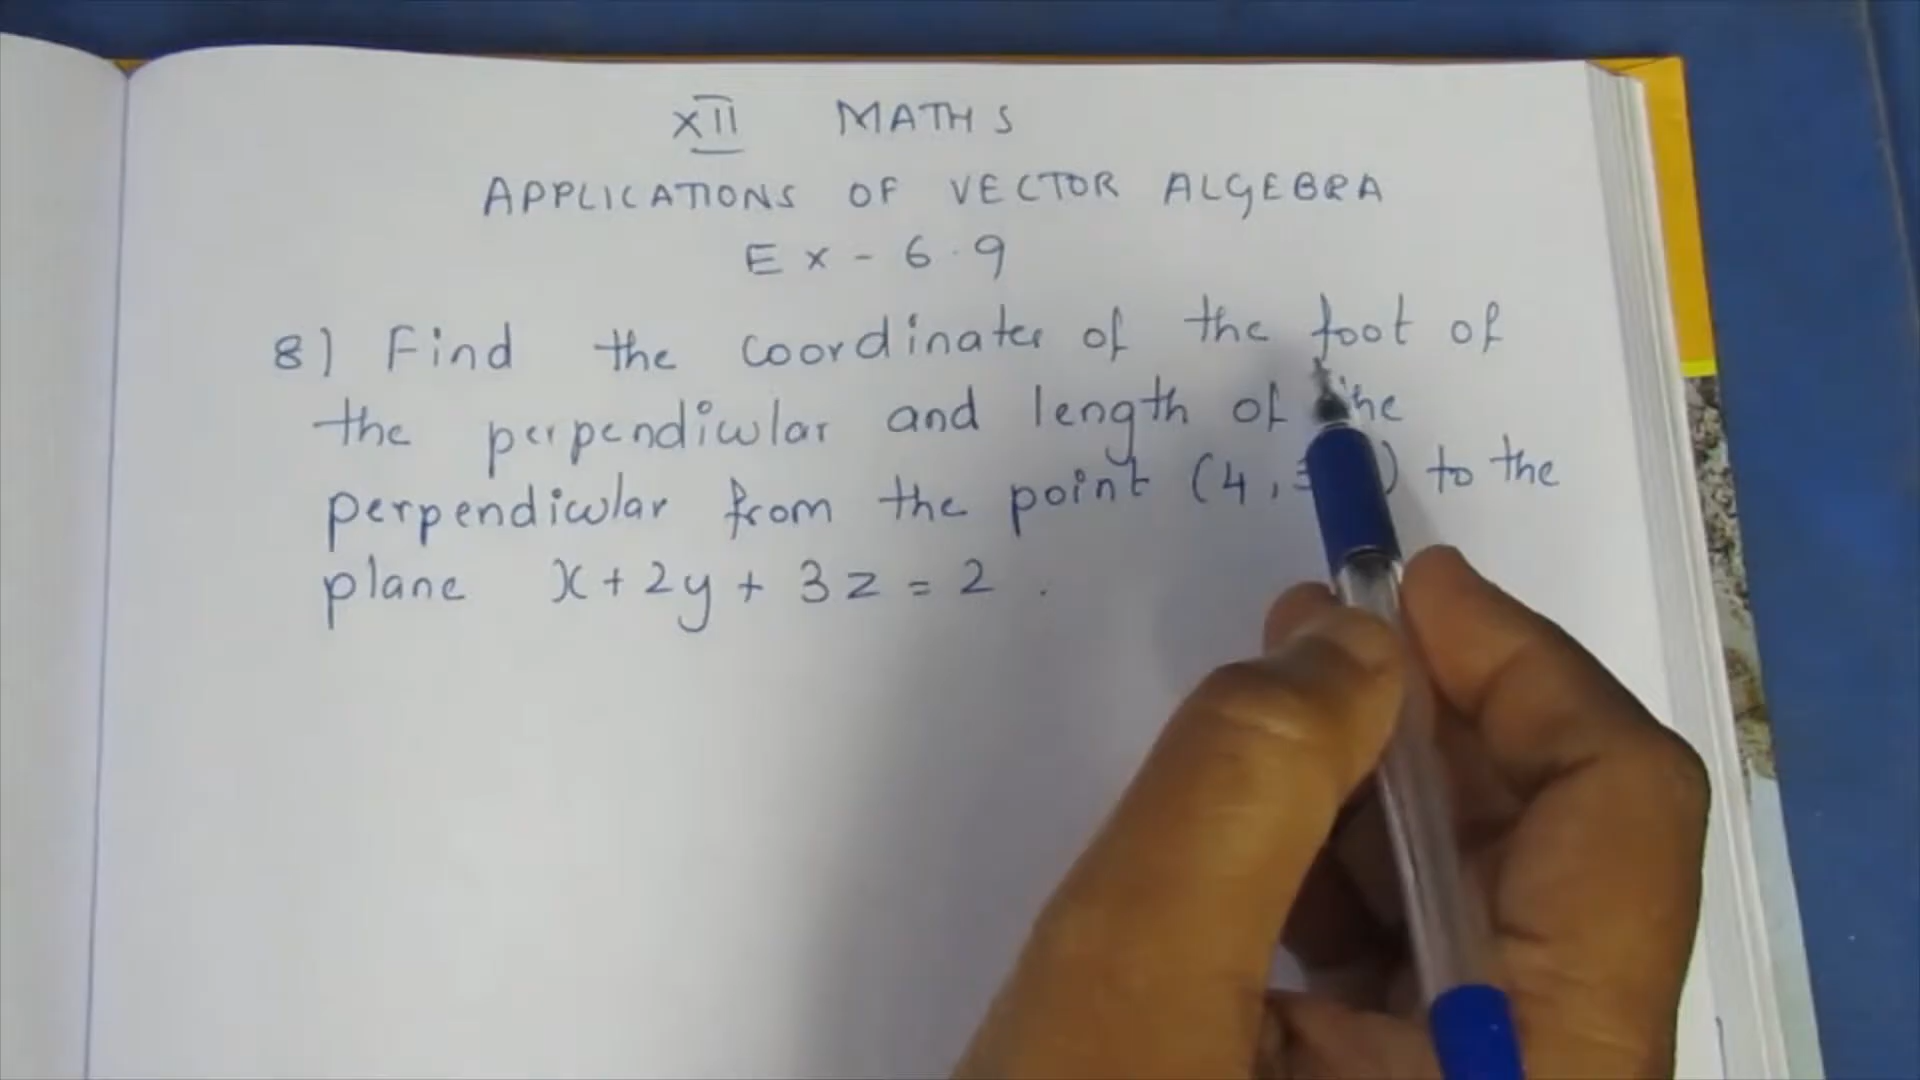 XII MATHS
APPLICATIONS OF VECTOR ALGEBRA
Ex - 6.9
8) Find the coordinates of the foot of
the perpendicular and length of the
perpendicular from the point (4, ) to the
plane x + 2y + 3z = 2.